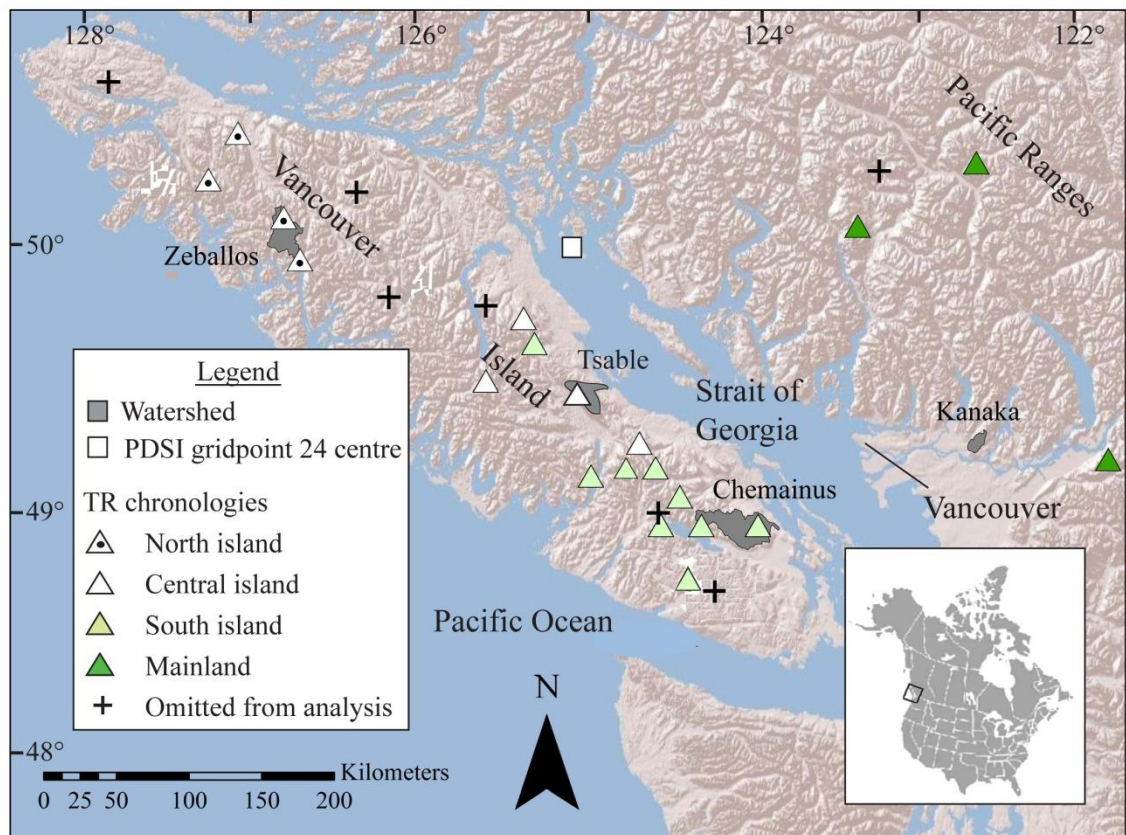 128
126
124
122
Pacific Ranges
Vancouver
50°
Zeballos
Island
Tsable
Strait of
Georgia
Kanaka
Legend
Watershed
PDSI gridpoint 24 centre
TR chronologies
North island
Central island
South island
Mainland
Omitted from analysis
Chemainus
49°
Vancouver
Pacific Ocean
N
48°
Kilometers
0 25 50 100 150 200